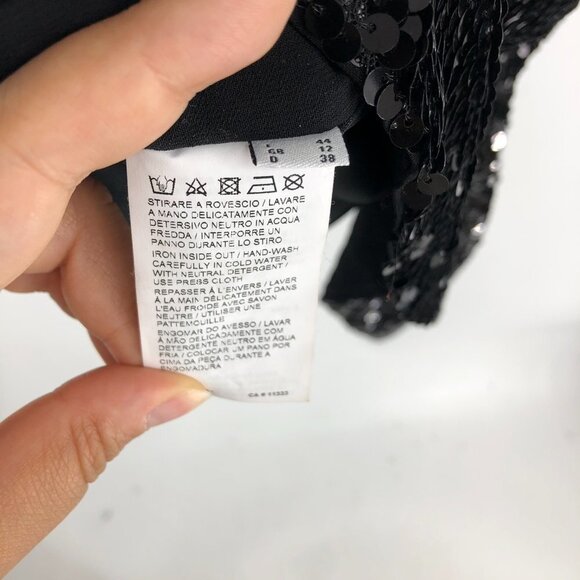 44
GB 12
D 38
STIRARE A ROVESCIO / LAVARE
A MANO DELICATAMENTE CON
DETERSIVO NEUTRO IN ACQUA
FREDDA / INTERPORRE UN
PANNO DURANTE LO STIRO
IRON INSIDE OUT / HAND-WASH
CAREFULLY IN COLD WATER
WITH NEUTRAL DETERGENT /
USE PRESS CLOTH
REPASSER À L'ENVERS / LAVER
À LA MAIN DÉLICATEMENT DANS
L'EAU FROIDE AVEC SAVON
NEUTRE / UTILISER UNE
PATTEMOUILLE
ENGOMAR DO AVESSO / LAVAR
À MÃO DELICADAMENTE COM
DETERGENTE NEUTRO EM ÁGUA
FRIA / COLOCAR UM PANO POR
CIMA DA PEÇA DURANTE A
ENGOMADURA
CA # 11333